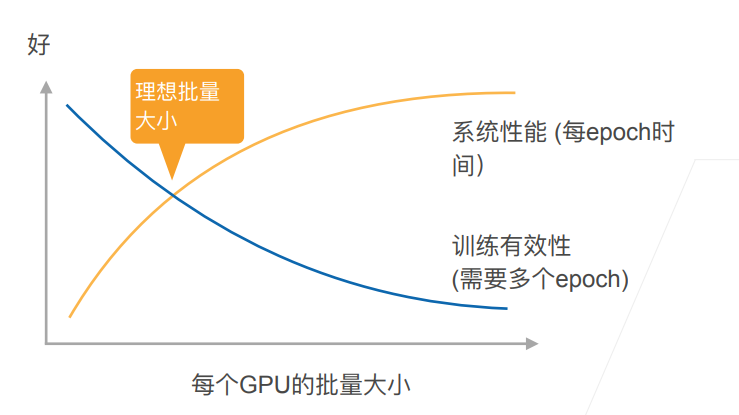 好
理想批量
大小
系统性能 (每epoch时
间)
训练有效性
(需要多个epoch)
每个GPU的批量大小